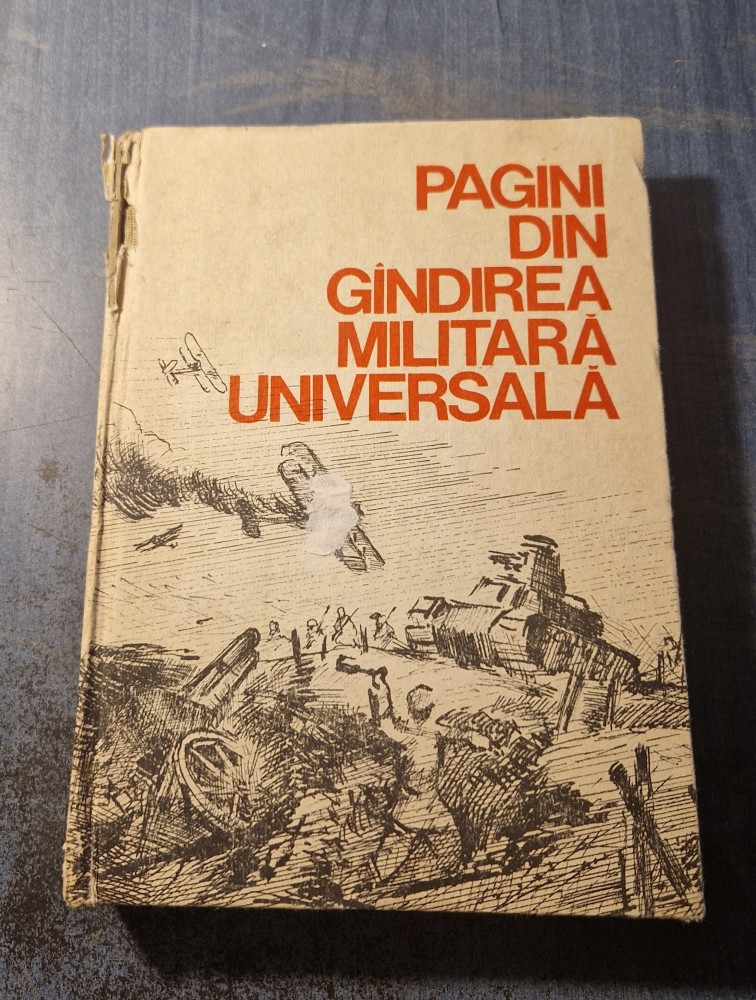 PAGINI
DIN
GÎNDIREA
MILITARĂ
UNIVERSALĂ